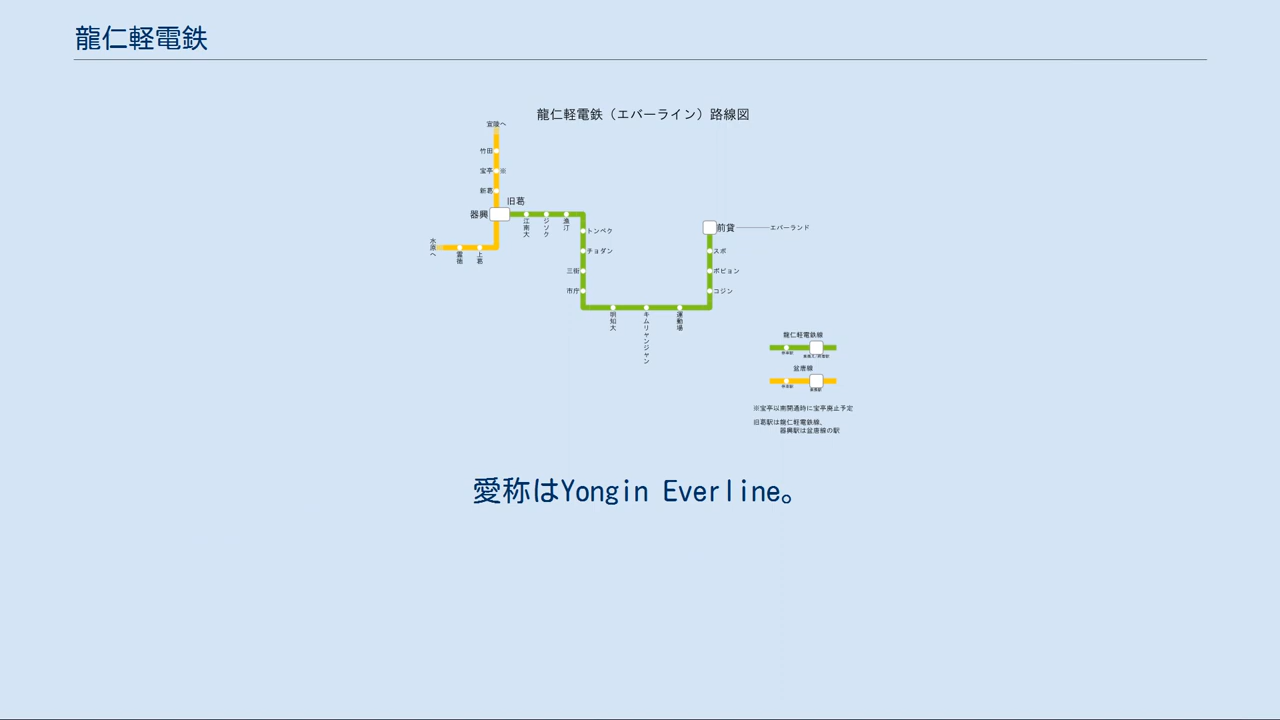 龍仁軽電鉄
龍仁軽電鉄（エバーライン）路線図
宜陵へ
竹田
宝亭
※
新葛
旧葛
器興
江南大
ジソク
漁汀
水原へ
霊徳
上葛
トンベク
チョダン
三街
市庁
明知大
キムリャンジャン
運動場
前貸
エバーランド
スポ
ボピョン
コジン
龍仁軽電鉄線
盆唐線
※宝亭以南開通時に宝亭廃止予定
旧葛駅は龍仁軽電鉄線、
器興駅は盆唐線の駅
愛称はYongin Everline。